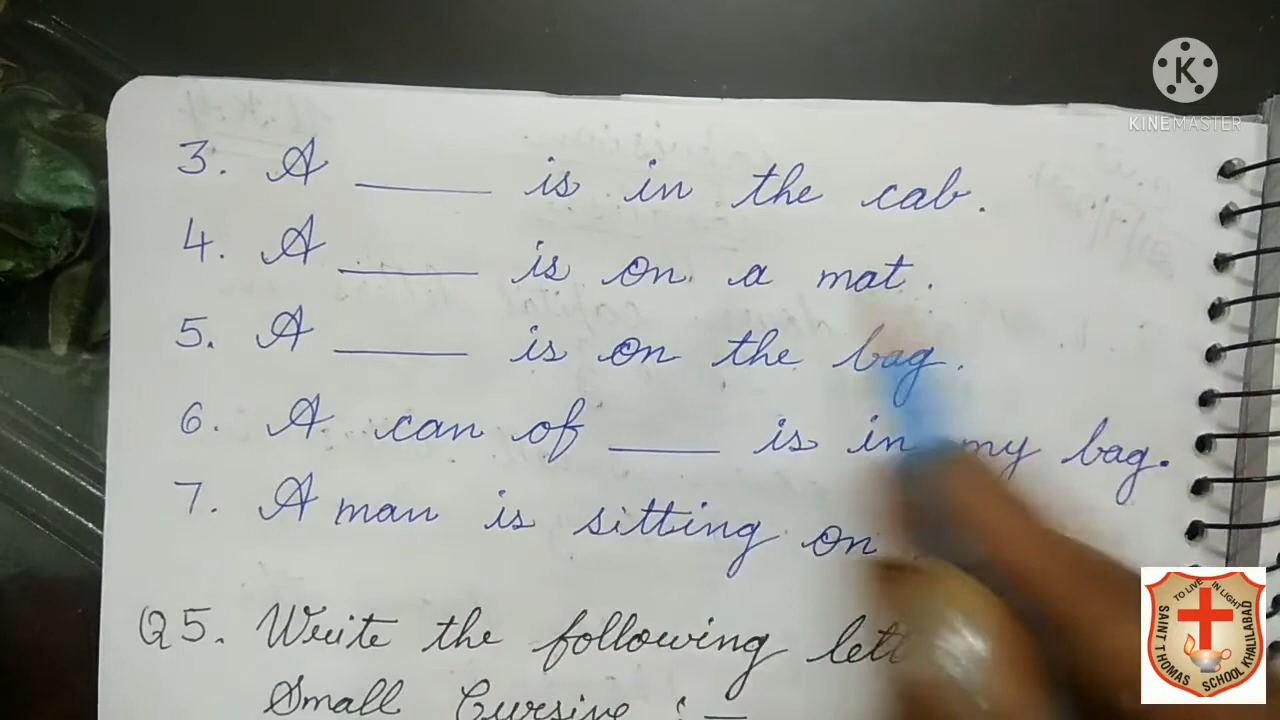 KINEMASTER
3. A ____ is in the cab.
4. A ____ is on a mat.
5. A ____ is on the bag.
6. A can of ____ is in my bag.
7. A man is sitting on
Q5. Write the following lett
Small Cursive :-
TO LIVE IN LIGHT
SAINT THOMAS SCHOOL KHALILABAD